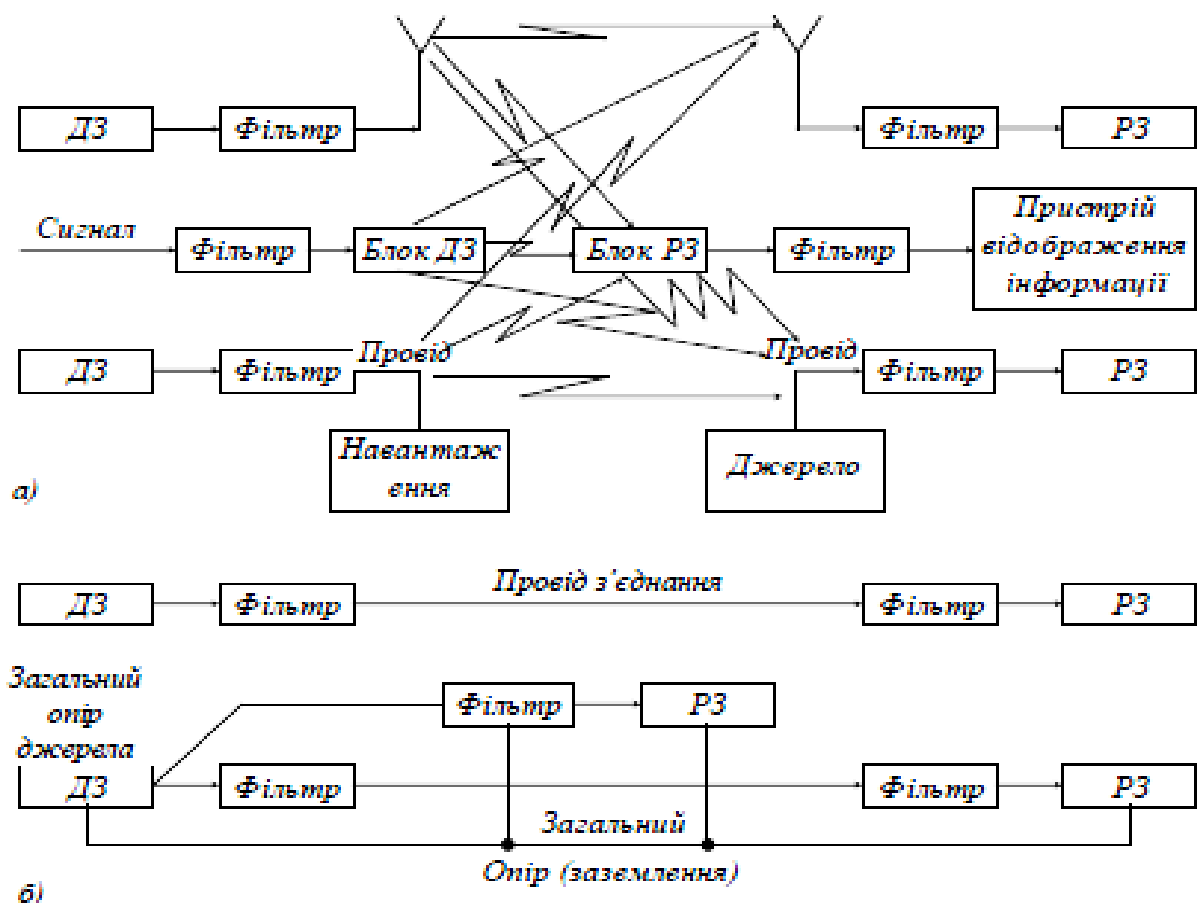 ДЗ
Фільтр
Фільтр
РЗ
Сигнал
Фільтр
Блок ДЗ
Блок РЗ
Фільтр
Пристрій
відображення
інформації
ДЗ
Фільтр
Провід
Провід
Фільтр
РЗ
Навантаж
ення
Джерело
а)
ДЗ
Фільтр
Провід з'єднання
Фільтр
РЗ
Загальний
опір
джерела
Фільтр
РЗ
ДЗ
Фільтр
Фільтр
РЗ
Загальний
Опір (заземлення)
б)